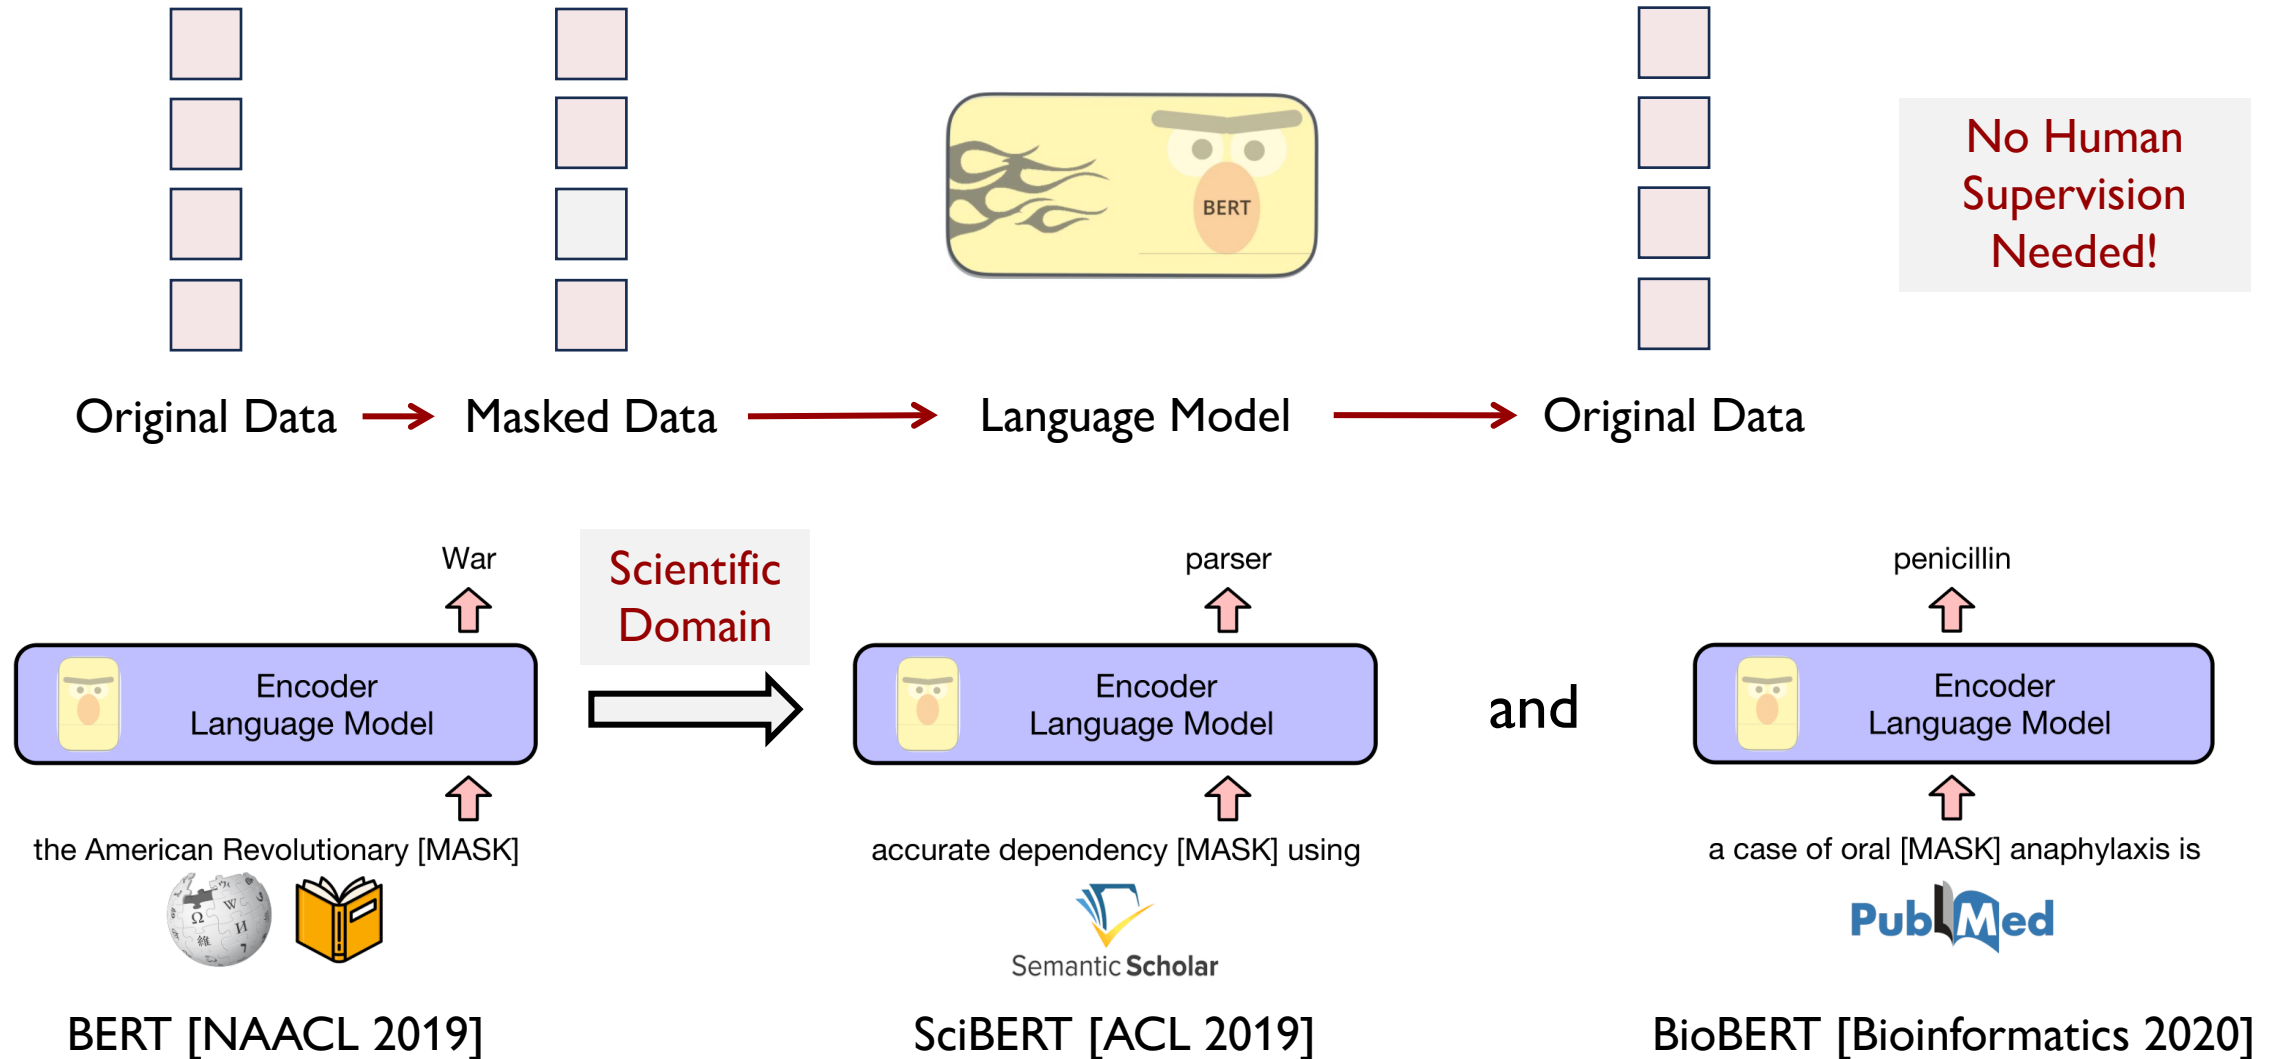 BERT
No Human
Supervision
Needed!
Original Data
Masked Data
Language Model
Original Data
War
Encoder
Language Model
the American Revolutionary [MASK]
BERT [NAACL 2019]
Scientific
Domain
parser
Encoder
Language Model
accurate dependency [MASK] using
Semantic Scholar
SciBERT [ACL 2019]
and
penicillin
Encoder
Language Model
a case of oral [MASK] anaphylaxis is
PubMed
BioBERT [Bioinformatics 2020]